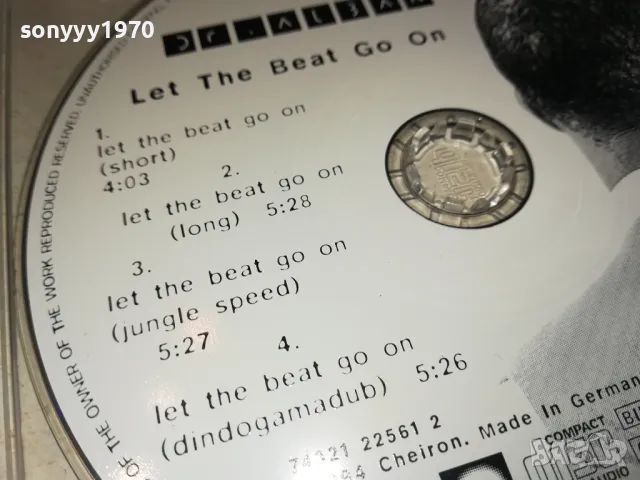 sonyyy1970
Let The Beat Go On
1.
let the beat go on
(short)
4:03
2.
let the beat go on
(long) 5:28
3.
let the beat go on
(jungle speed)
5:27
4.
let the beat go on
(dindogamadub) 5:26
74321 22561 2
Cheiron. Made In German
COMPACT
OF THE OWNER OF THE WORK REPRODUCED RESERVED. UNAUTHORISED